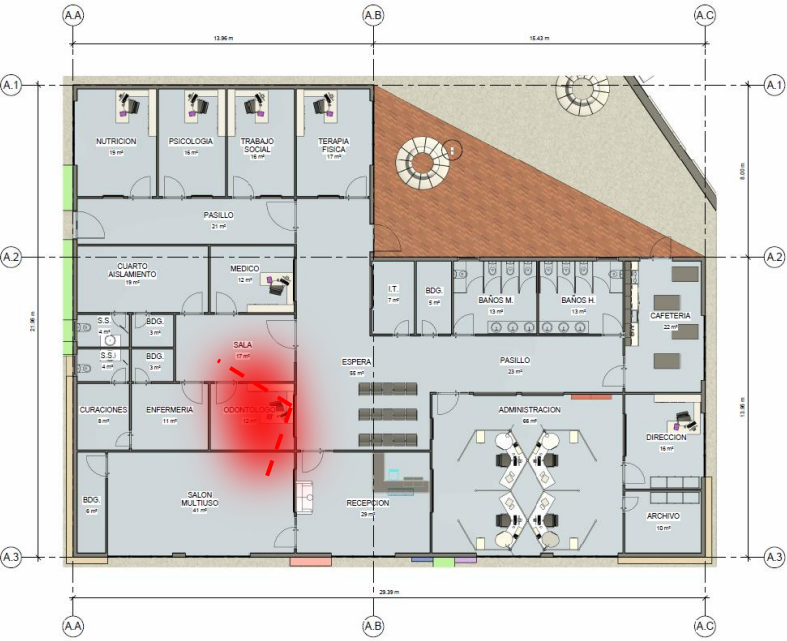 A.A
A.B
A.C
13.96 m
15.43 m
A.1
A.1
NUTRICION
19 m²
PSICOLOGIA
16 m²
TRABAJO
SOCIAL
16 m²
TERAPIA
FISICA
17 m²
8.00 m
PASILLO
21 m²
A.2
A.2
CUARTO
AISLAMIENTO
19 m²
MEDICO
12 m²
I.T.
7 m²
BDG.
5 m²
BAÑOS M.
13 m²
BAÑOS H.
13 m²
CAFETERIA
22 m²
21.96 m
S.S.
4 m²
BDG.
3 m²
SALA
17 m²
S.S.I
4 m²
BDG.
3 m²
ESPERA
55 m²
PASILLO
23 m²
13.96 m
CURACIONES
8 m²
ENFERMERIA
11 m²
ODONTOLOGO
12 m²
ADMINISTRACION
66 m²
DIRECCION
16 m²
BDG.
6 m²
SALON
MULTIUSO
41 m²
RECEPCION
29 m²
ARCHIVO
10 m²
A.3
A.3
29.39 m
A.A
A.B
A.C